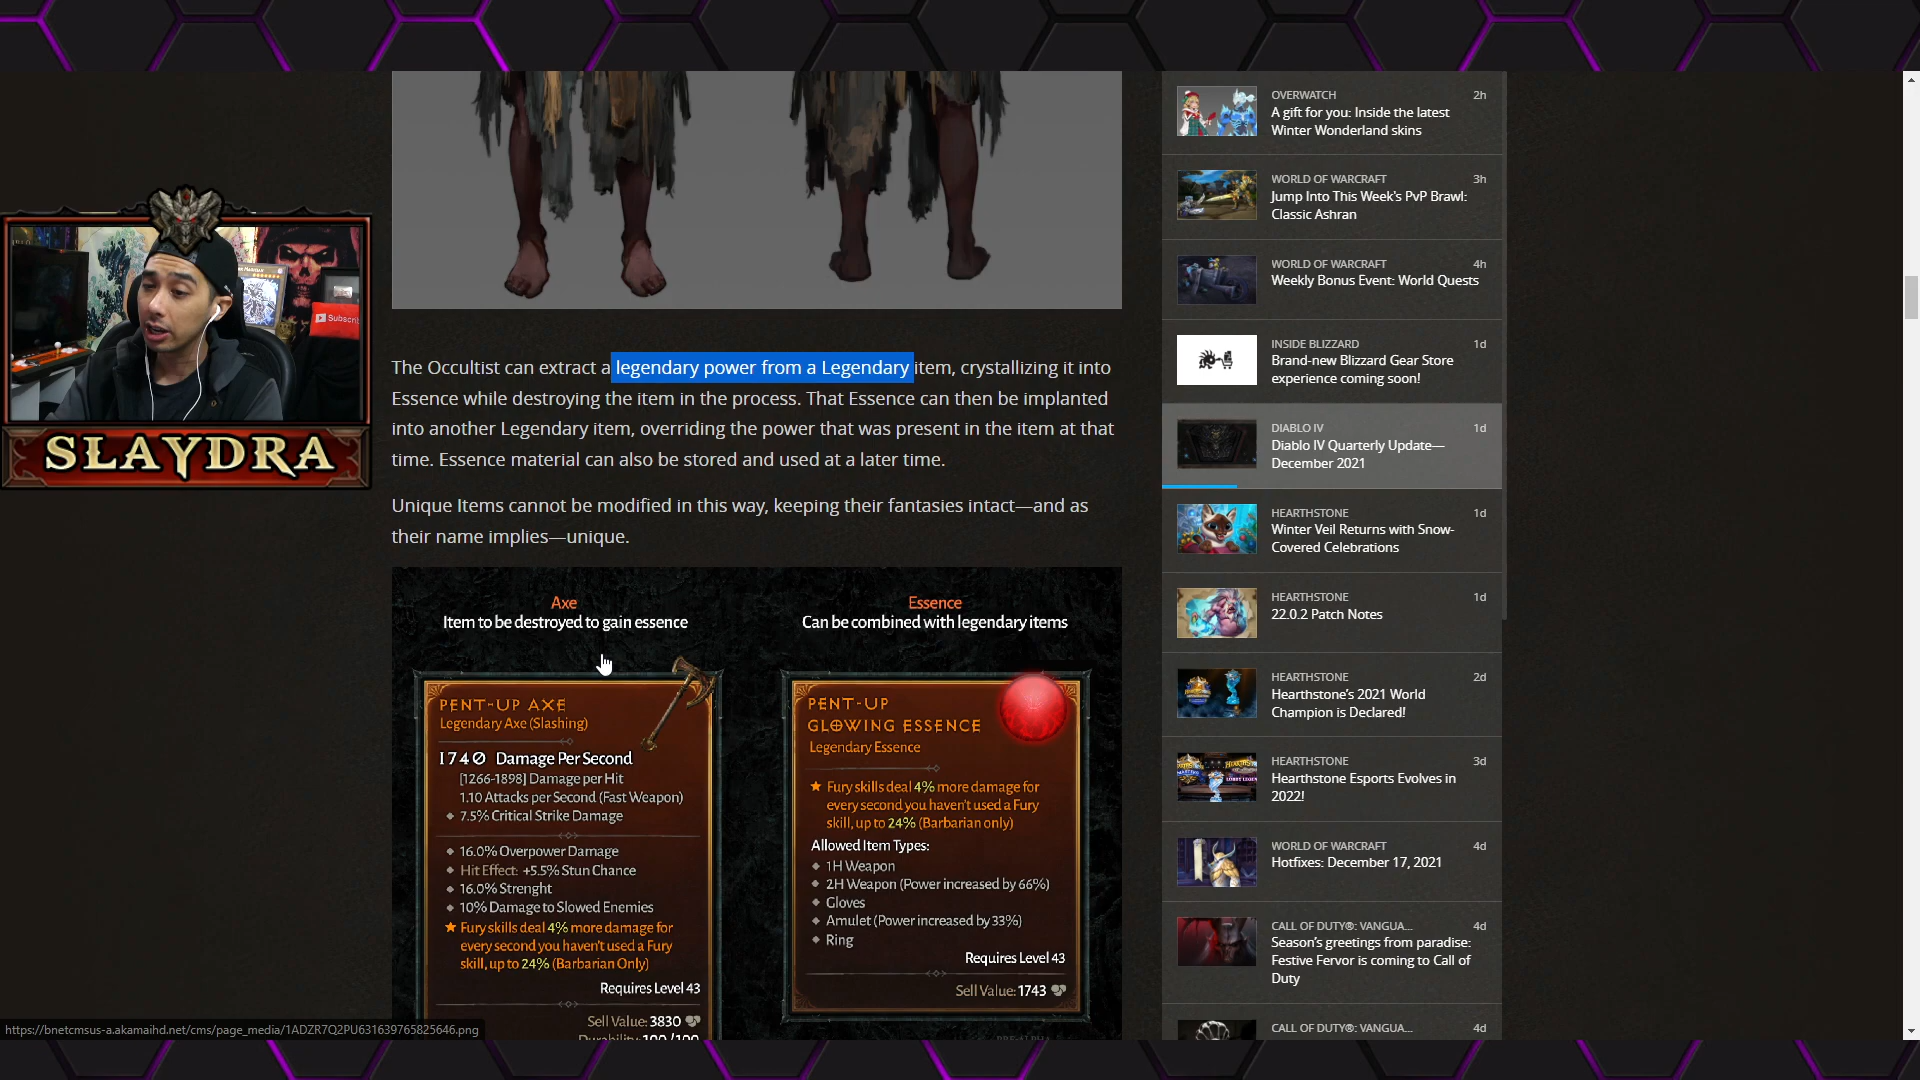 The Occultist can extract a legendary power from a Legendary item, crystallizing it into
Essence while destroying the item in the process. That Essence can then be implanted
into another Legendary item, overriding the power that was present in the item at that
time. Essence material can also be stored and used at a later time.
Unique Items cannot be modified in this way, keeping their fantasies intact—and as
their name implies—unique.
Axe
Item to be destroyed to gain essence
PENT-UP AXE
Legendary Axe (Slashing)
1740 Damage Per Second
[1266-1898] Damage per Hit
1.10 Attacks per Second (Fast Weapon)
7.5% Critical Strike Damage
16.0% Overpower Damage
Hit Effect: +5.5% Stun Chance
16.0% Strenght
10% Damage to Slowed Enemies
Fury skills deal 4% more damage for
every second you haven't used a Fury
skill, up to 24% (Barbarian Only)
Requires Level 43
Sell Value: 3830
Durability: 100/100
Essence
Can be combined with legendary items
PENT-UP
GLOWING ESSENCE
Legendary Essence
Fury skills deal 4% more damage for
every second you haven't used a Fury
skill, up to 24% (Barbarian only)
Allowed Item Types:
1H Weapon
2H Weapon (Power increased by 66%)
Gloves
Amulet (Power increased by 33%)
Ring
Requires Level 43
Sell Value: 1743
OVERWATCH 2h
A gift for you: Inside the latest
Winter Wonderland skins
WORLD OF WARCRAFT 3h
Jump Into This Week's PvP Brawl:
Classic Ashran
WORLD OF WARCRAFT 4h
Weekly Bonus Event: World Quests
INSIDE BLIZZARD 1d
Brand-new Blizzard Gear Store
experience coming soon!
DIABLO IV 1d
Diablo IV Quarterly Update—
December 2021
HEARTHSTONE 1d
Winter Veil Returns with Snow-
Covered Celebrations
HEARTHSTONE 1d
22.0.2 Patch Notes
HEARTHSTONE 2d
Hearthstone's 2021 World
Champion is Declared!
HEARTHSTONE 3d
Hearthstone Esports Evolves in
2022!
WORLD OF WARCRAFT 4d
Hotfixes: December 17, 2021
CALL OF DUTY®: VANGUA... 4d
Season's greetings from paradise:
Festive Fervor is coming to Call of
Duty
CALL OF DUTY®: VANGUA... 4d
Subscri
SLAYDRA
https://bnetcmsus-a.akamaihd.net/cms/page_media/1ADZR7Q2PU631639765825646.png